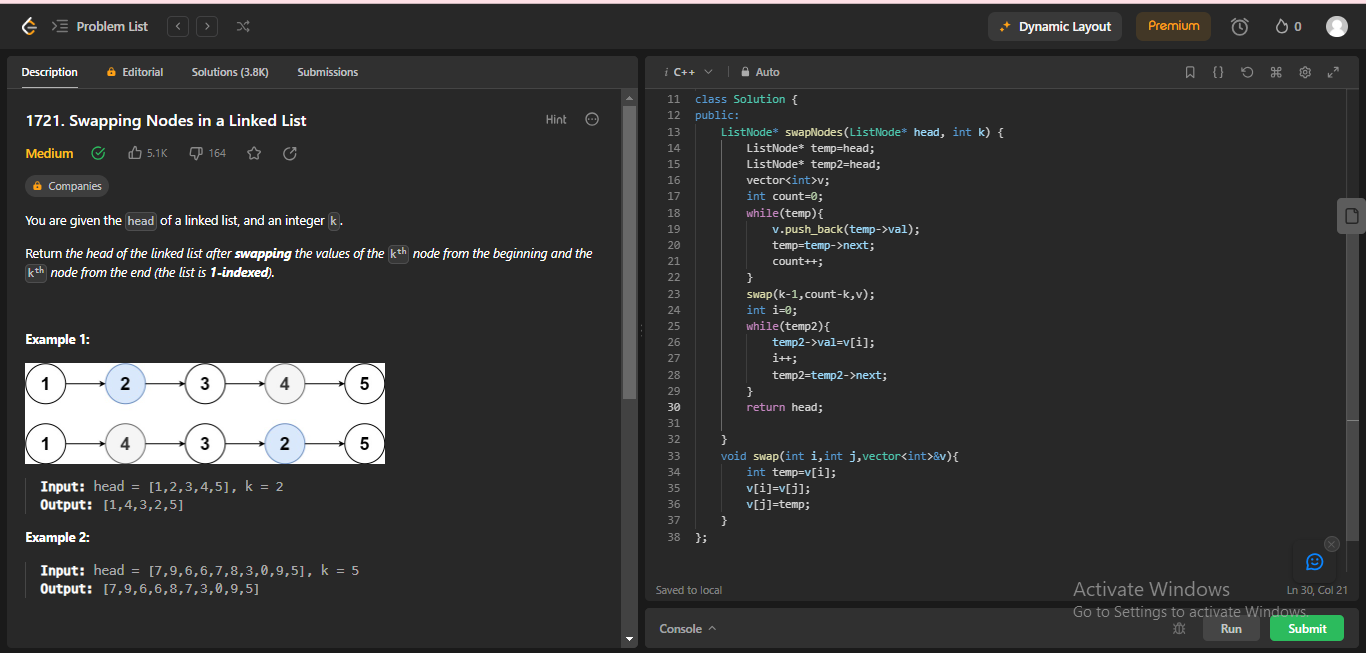 Problem List
Dynamic Layout
Premium
0
Description
Editorial
Solutions (3.8K)
Submissions
1721. Swapping Nodes in a Linked List
Hint
Medium
5.1K
164
Companies
You are given the head of a linked list, and an integer k.
Return the head of the linked list after swapping the values of the kth node from the beginning and the
kth node from the end (the list is 1-indexed).
Example 1:
1 2 3 4 5
1 4 3 2 5
Input: head = [1,2,3,4,5], k = 2
Output: [1,4,3,2,5]
Example 2:
Input: head = [7,9,6,6,7,8,3,0,9,5], k = 5
Output: [7,9,6,6,8,7,3,0,9,5]
i C++
Auto
11 class Solution {
12 public:
13     ListNode* swapNodes(ListNode* head, int k) {
14         ListNode* temp=head;
15         ListNode* temp2=head;
16         vector<int>v;
17         int count=0;
18         while(temp){
19             v.push_back(temp->val);
20             temp=temp->next;
21             count++;
22         }
23         swap(k-1,count-k,v);
24         int i=0;
25         while(temp2){
26             temp2->val=v[i];
27             i++;
28             temp2=temp2->next;
29         }
30         return head;
31
32     }
33     void swap(int i,int j,vector<int>&v){
34         int temp=v[i];
35         v[i]=v[j];
36         v[j]=temp;
37     }
38 };
Saved to local
Ln 30, Col 21
Activate Windows
Go to Settings to activate Windows.
Console
Run
Submit